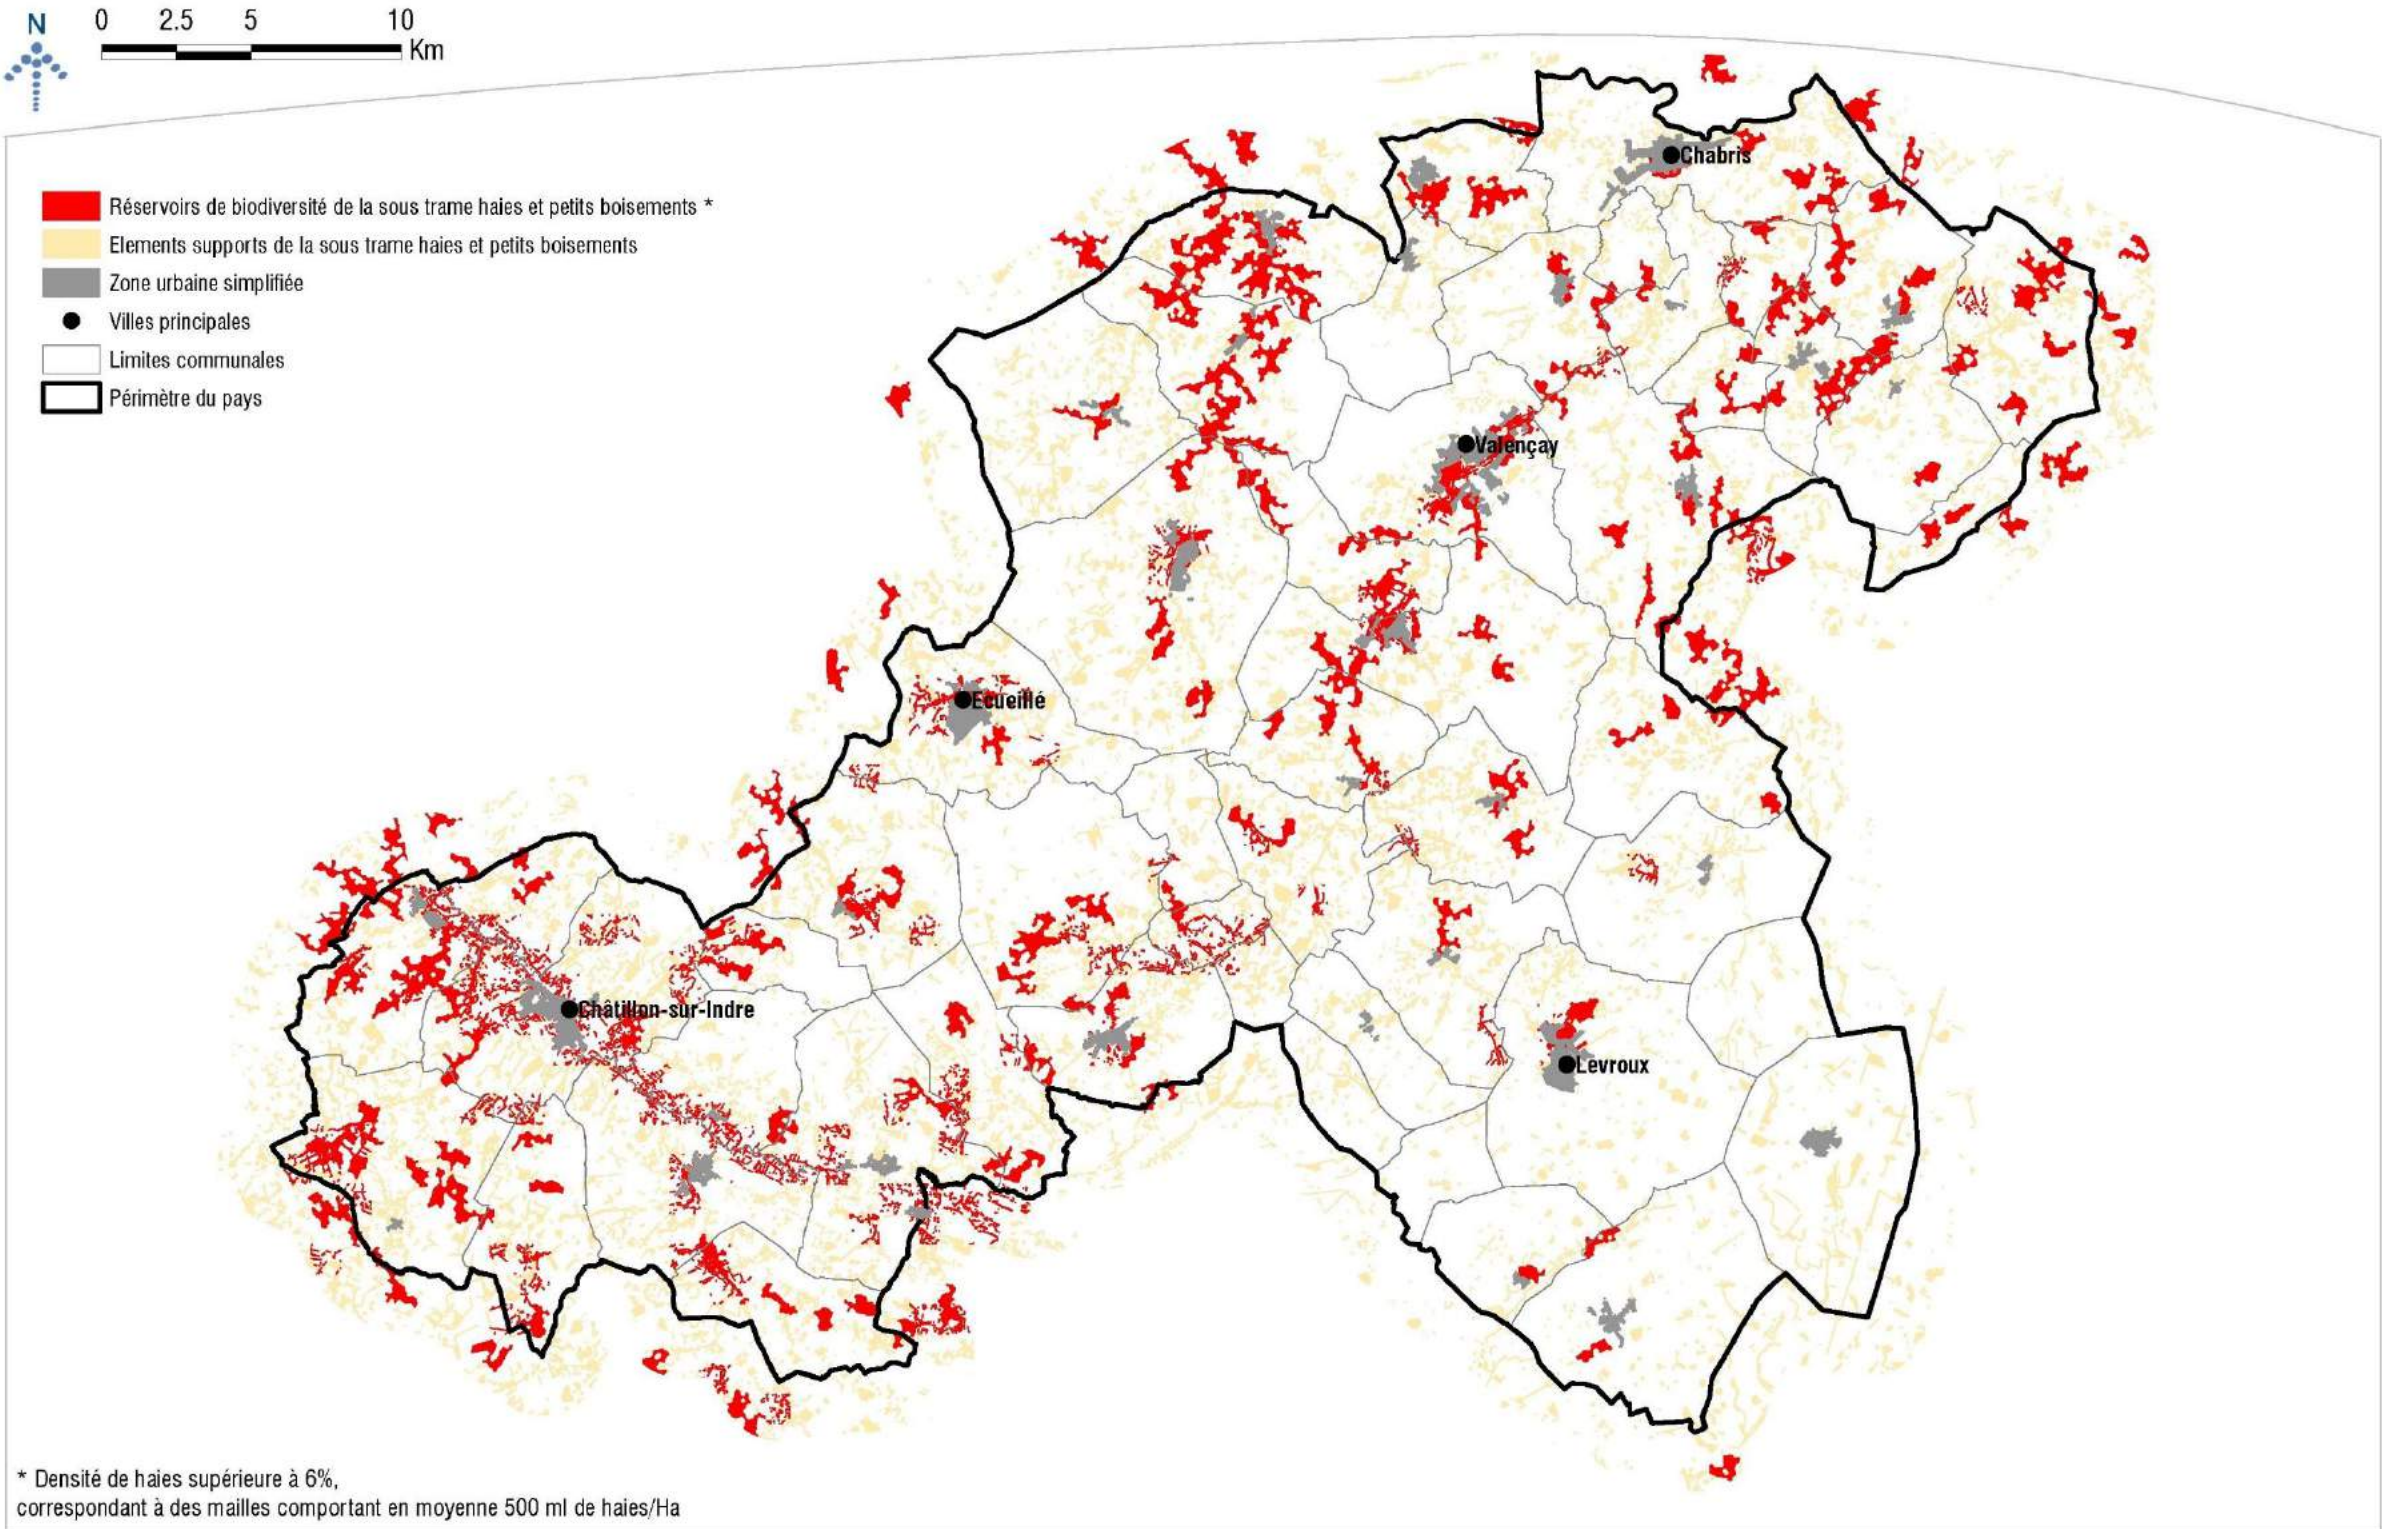 N
0 2.5 5 10
Km
Réservoirs de biodiversité de la sous trame haies et petits boisements *
Elements supports de la sous trame haies et petits boisements
Zone urbaine simplifiée
Villes principales
Limites communales
Périmètre du pays
Chabris
Valençay
Ecueillé
Châtillon-sur-Indre
Levroux
* Densité de haies supérieure à 6%,
correspondant à des mailles comportant en moyenne 500 ml de haies/Ha